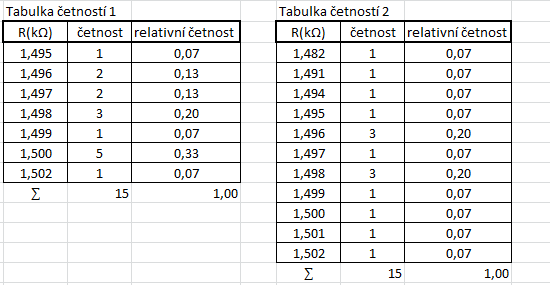 Tabulka četností 1
R(kΩ) četnost relativní četnost
1,495 1 0,07
1,496 2 0,13
1,497 2 0,13
1,498 3 0,20
1,499 1 0,07
1,500 5 0,33
1,502 1 0,07
∑ 15 1,00
Tabulka četností 2
R(kΩ) četnost relativní četnost
1,482 1 0,07
1,491 1 0,07
1,494 1 0,07
1,495 1 0,07
1,496 3 0,20
1,497 1 0,07
1,498 3 0,20
1,499 1 0,07
1,500 1 0,07
1,501 1 0,07
1,502 1 0,07
∑ 15 1,00